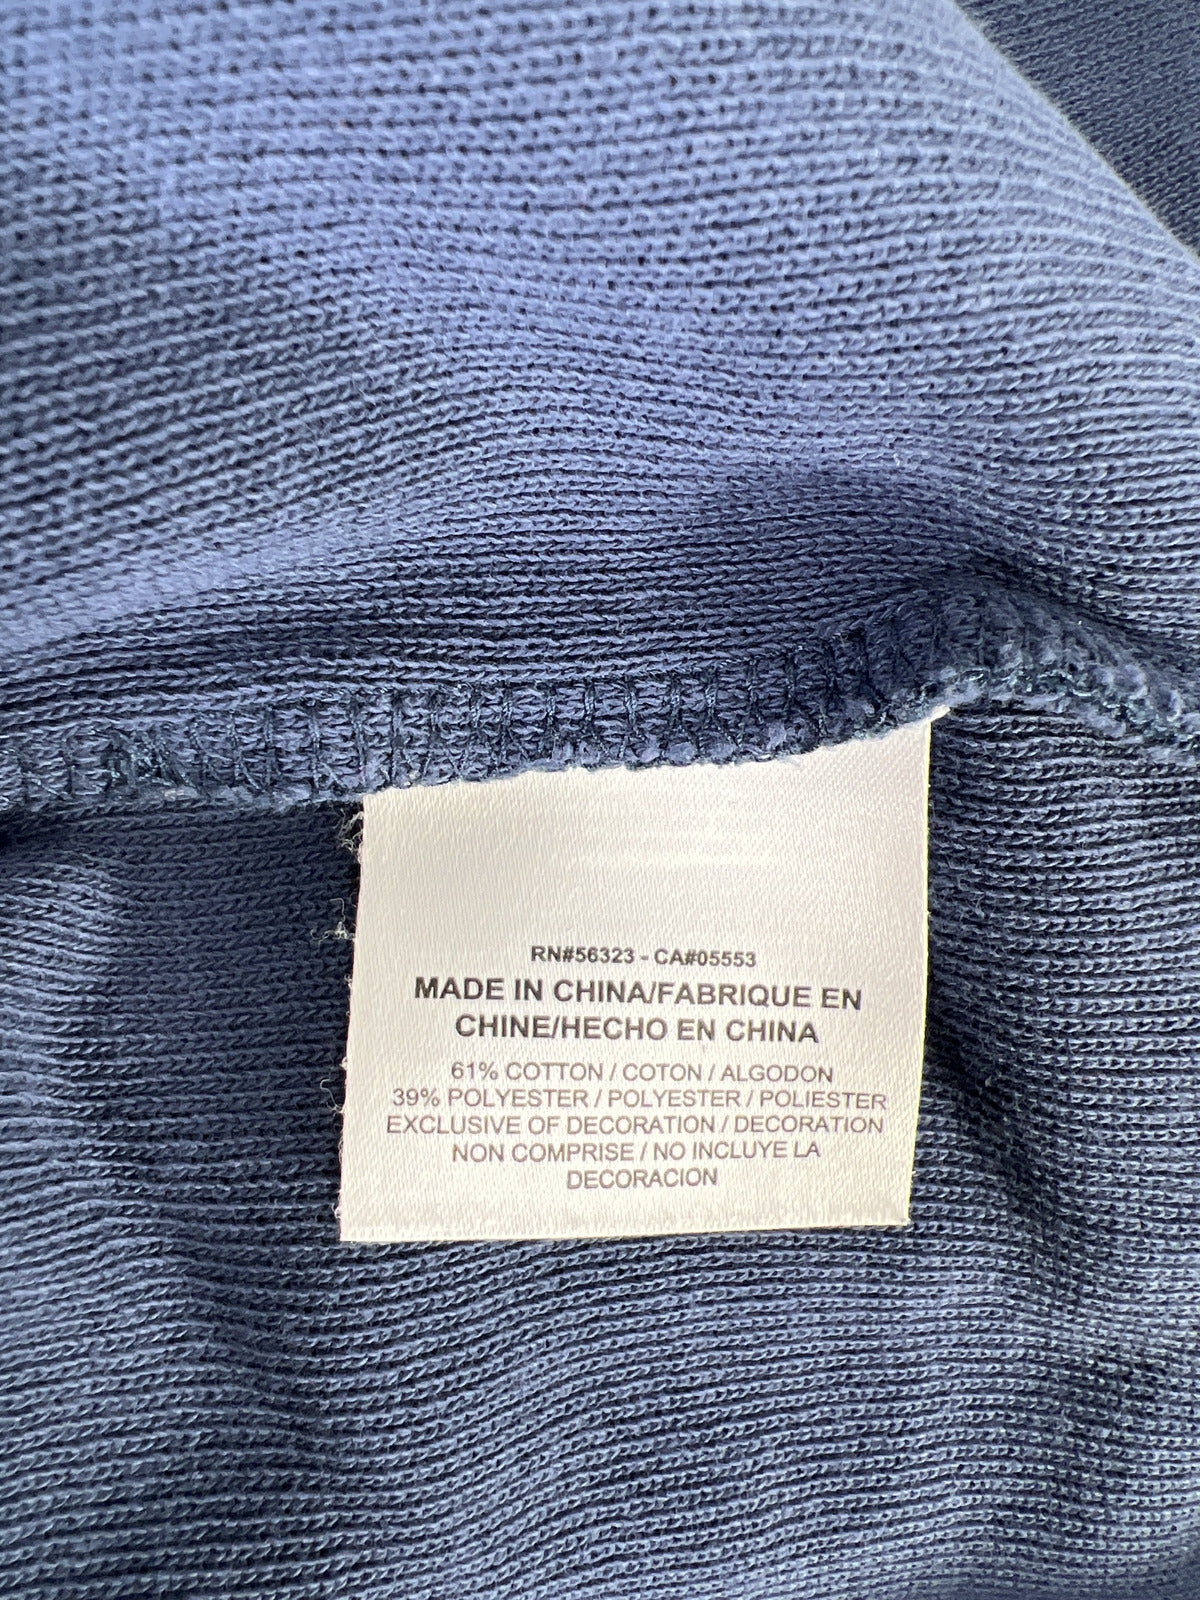 RN#56323 - CA#05553
MADE IN CHINA/FABRIQUE EN
CHINE/HECHO EN CHINA
61% COTTON / COTON / ALGODON
39% POLYESTER / POLYESTER / POLIESTER
EXCLUSIVE OF DECORATION / DECORATION
NON COMPRISE / NO INCLUYE LA
DECORACION